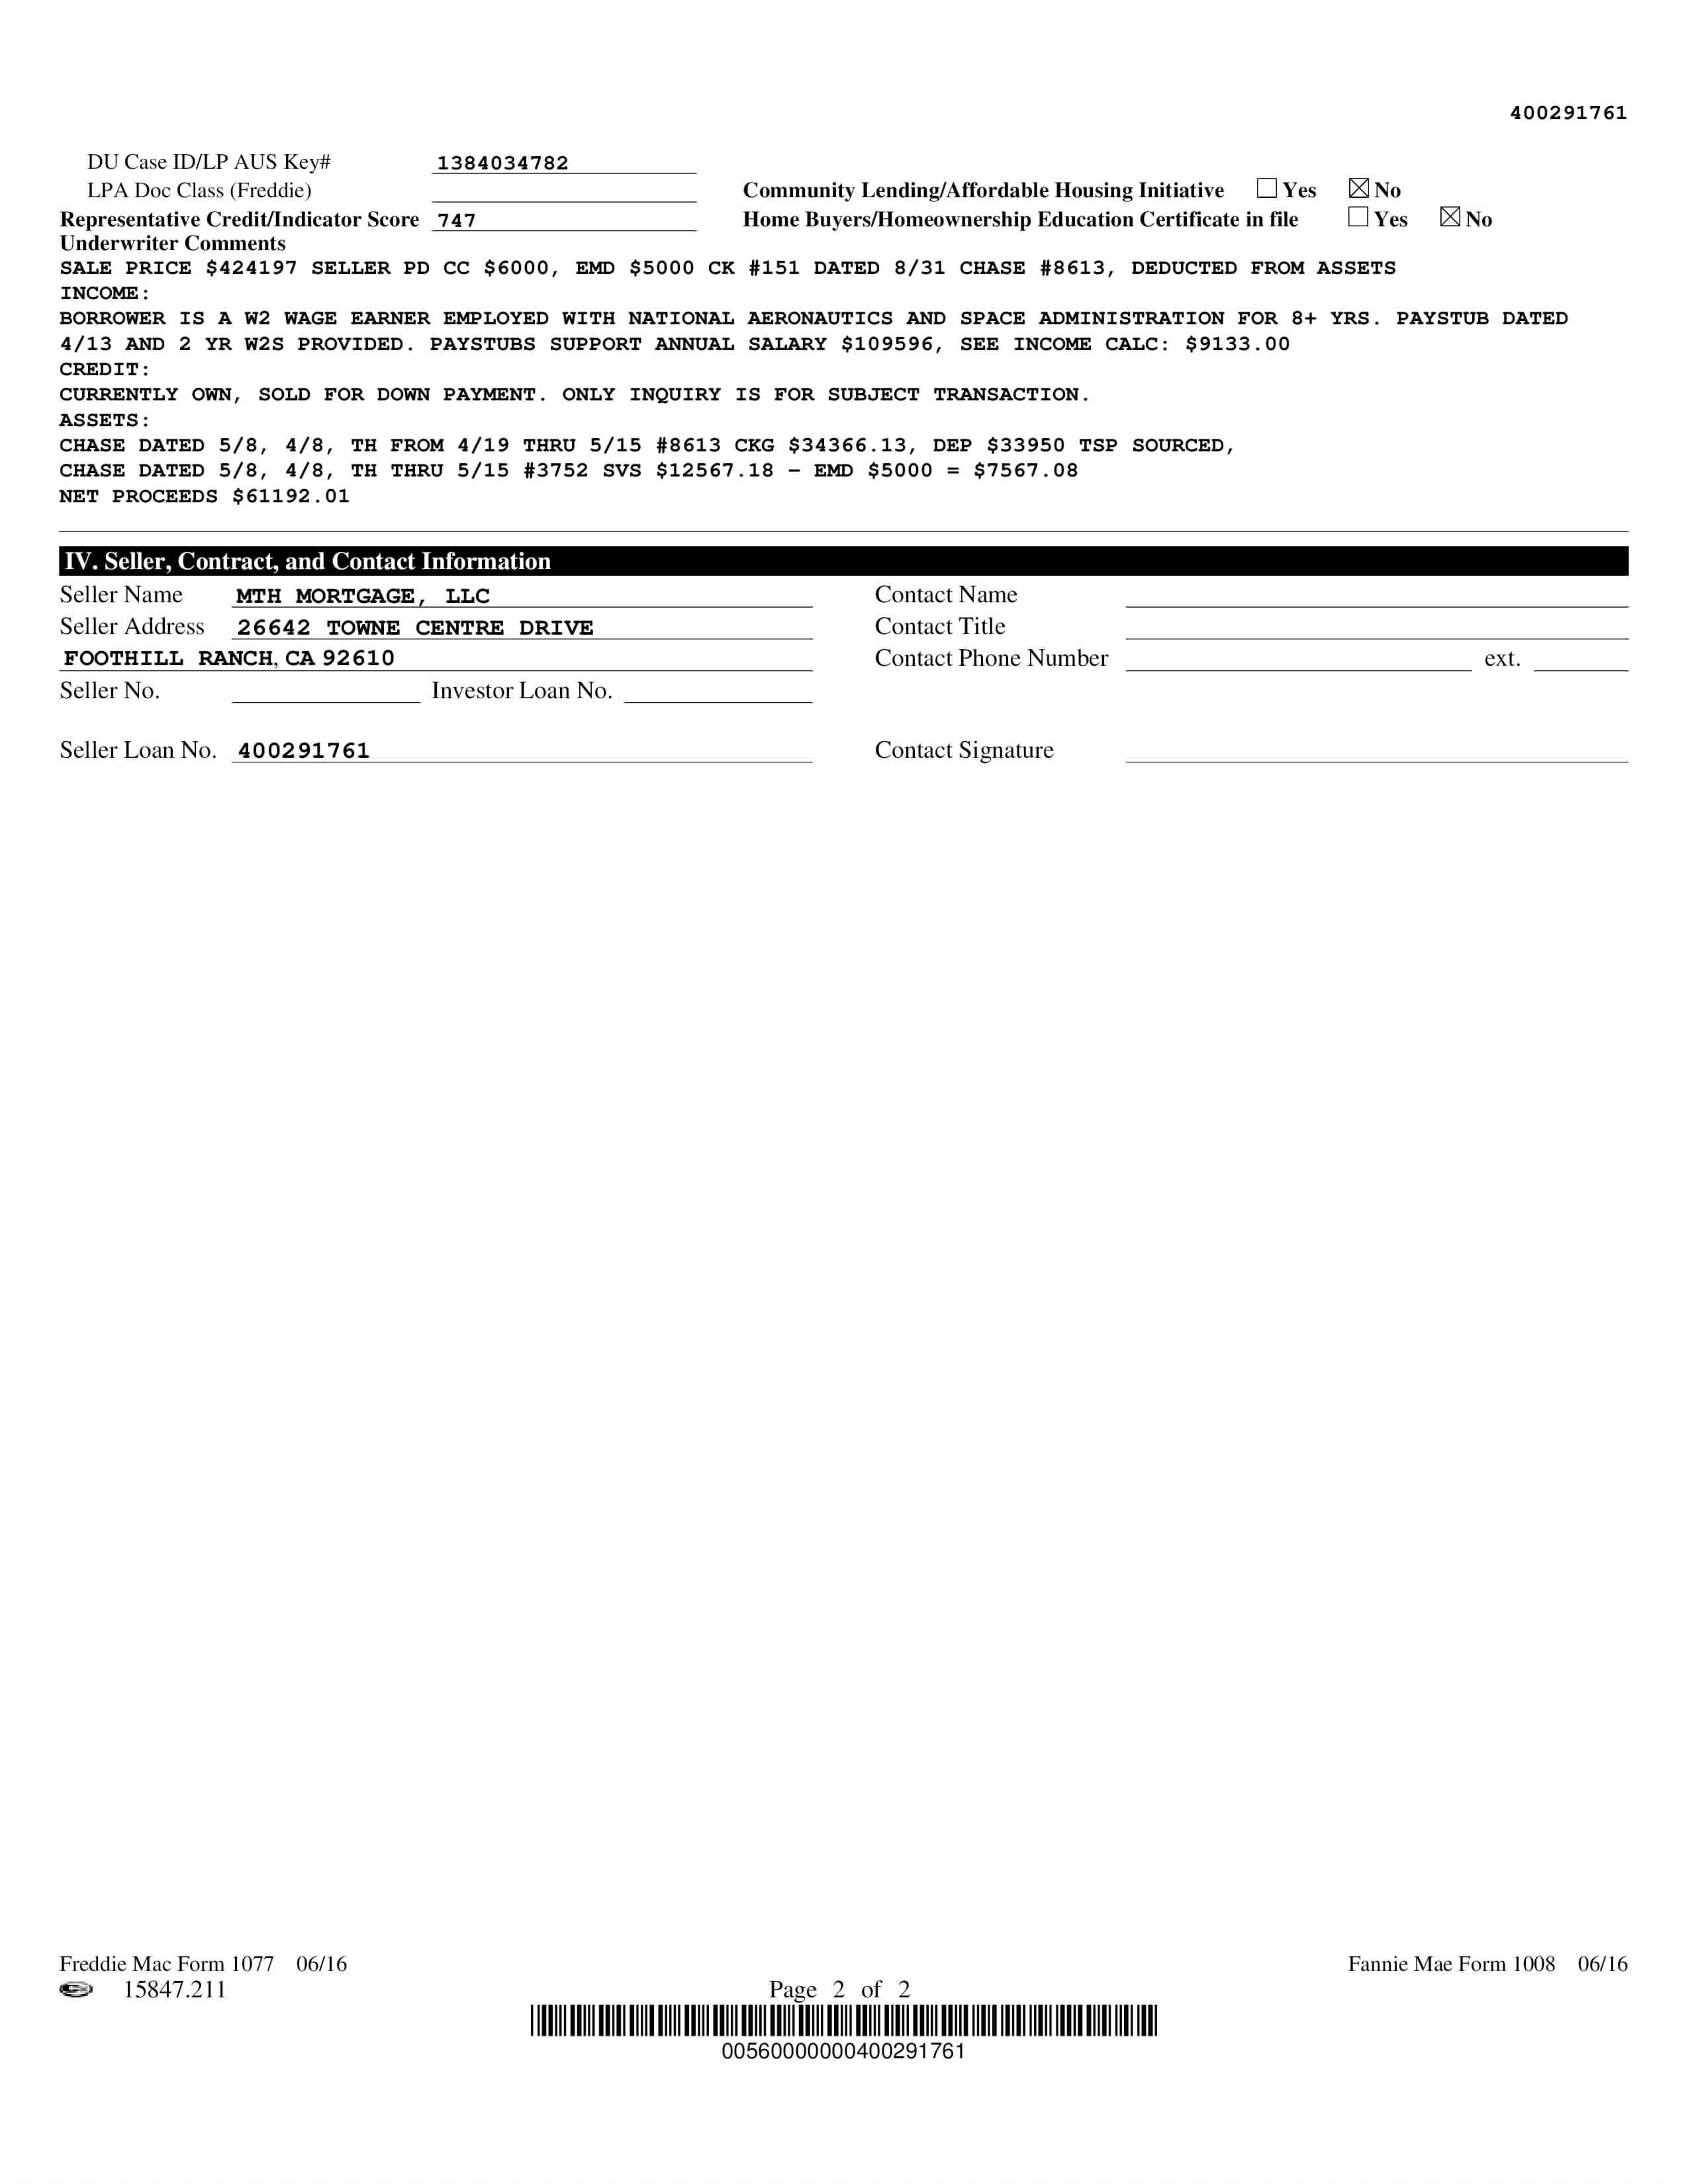 400291761
DU Case ID/LP AUS Key# 1384034782
LPA Doc Class (Freddie) Community Lending/Affordable Housing Initiative Yes No
Representative Credit/Indicator Score 747 Home Buyers/Homeownership Education Certificate in file Yes No
Underwriter Comments
SALE PRICE $424197 SELLER PD CC $6000, EMD $5000 CK #151 DATED 8/31 CHASE #8613, DEDUCTED FROM ASSETS
INCOME:
BORROWER IS A W2 WAGE EARNER EMPLOYED WITH NATIONAL AERONAUTICS AND SPACE ADMINISTRATION FOR 8+ YRS. PAYSTUB DATED
4/13 AND 2 YR W2S PROVIDED. PAYSTUBS SUPPORT ANNUAL SALARY $109596, SEE INCOME CALC: $9133.00
CREDIT:
CURRENTLY OWN, SOLD FOR DOWN PAYMENT. ONLY INQUIRY IS FOR SUBJECT TRANSACTION.
ASSETS:
CHASE DATED 5/8, 4/8, TH FROM 4/19 THRU 5/15 #8613 CKG $34366.13, DEP $33950 TSP SOURCED,
CHASE DATED 5/8, 4/8, TH THRU 5/15 #3752 SVS $12567.18 – EMD $5000 = $7567.08
NET PROCEEDS $61192.01
IV. Seller, Contract, and Contact Information
Seller Name MTH MORTGAGE, LLC Contact Name
Seller Address 26642 TOWNE CENTRE DRIVE Contact Title
FOOTHILL RANCH, CA 92610 Contact Phone Number ext.
Seller No. Investor Loan No.
Seller Loan No. 400291761 Contact Signature
Freddie Mac Form 1077 06/16 Fannie Mae Form 1008 06/16
15847.211 Page 2 of 2
00560000000400291761